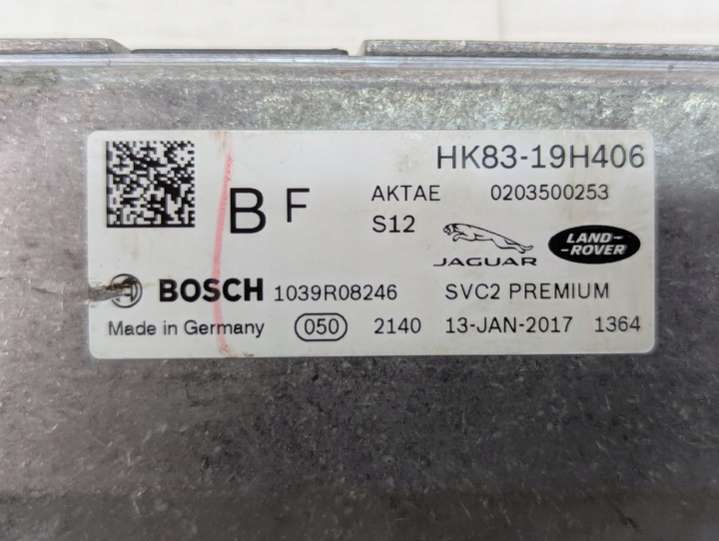 HK83-19H406
B F AKTAE 0203500253
S12
JAGUAR LAND-
-ROVER
BOSCH 1039R08246 SVC2 PREMIUM
Made in Germany 050 2140 13-JAN-2017 1364